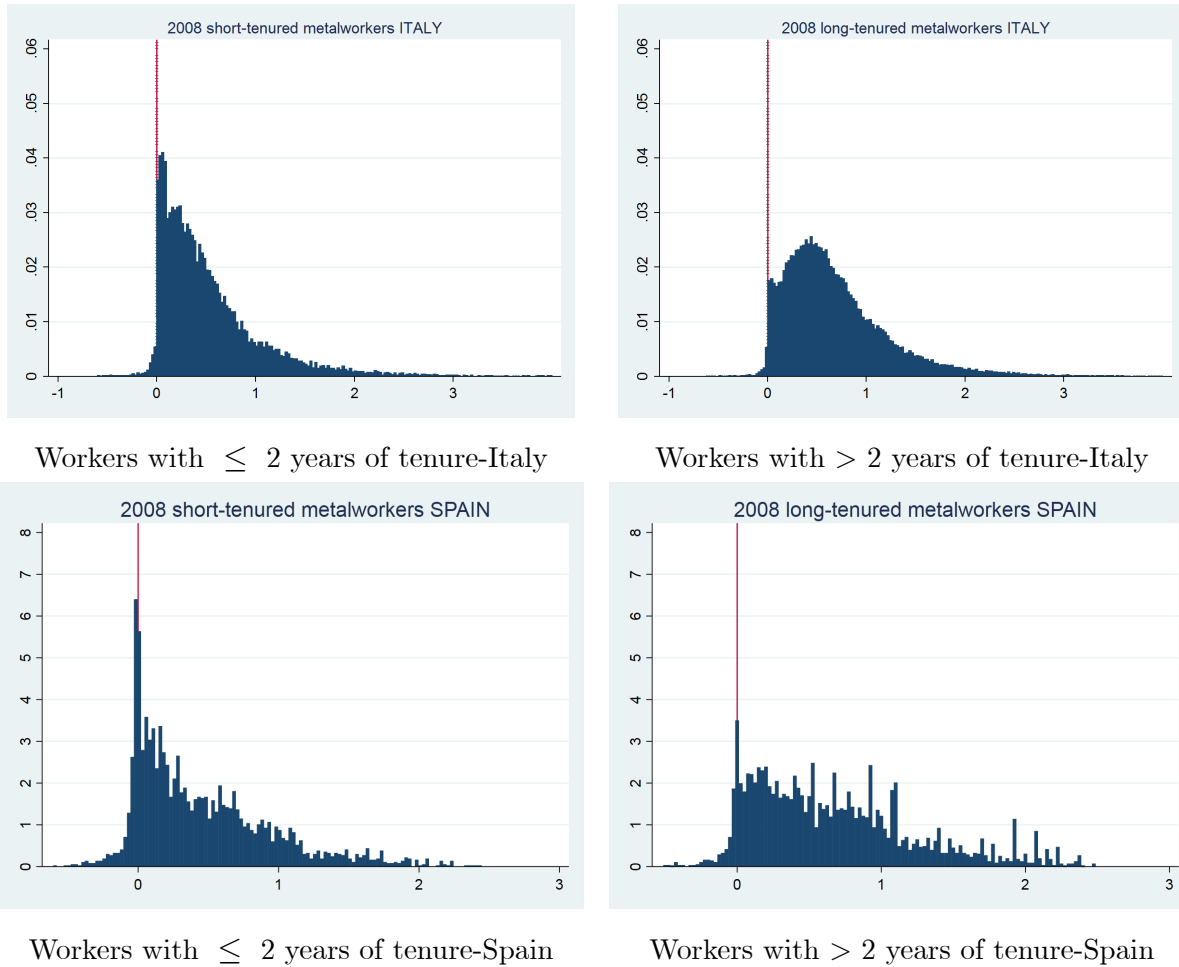 2008 short-tenured metalworkers ITALY
.06
.05
.04
.03
.02
.01
0
-1 0 1 2 3
2008 long-tenured metalworkers ITALY
.06
.05
.04
.03
.02
.01
0
-1 0 1 2 3
Workers with ≤ 2 years of tenure-Italy
Workers with > 2 years of tenure-Italy
2008 short-tenured metalworkers SPAIN
8
7
6
5
4
3
2
1
0
0 1 2 3
2008 long-tenured metalworkers SPAIN
8
7
6
5
4
3
2
1
0
0 1 2 3
Workers with ≤ 2 years of tenure-Spain
Workers with > 2 years of tenure-Spain